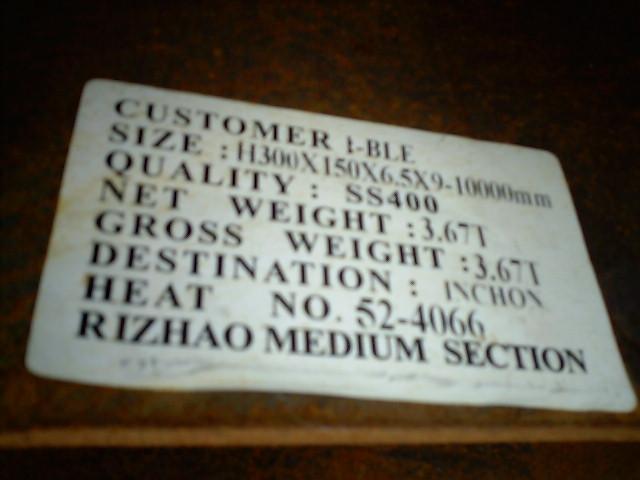 CUSTOMER I-BLE
SIZE : H300X150X6.5X9-10000mm
QUALITY : SS400
NET WEIGHT : 3.67T
GROSS WEIGHT : 3.67T
DESTINATION : INCHON
HEAT NO. 52-4066
RIZHAO MEDIUM SECTION